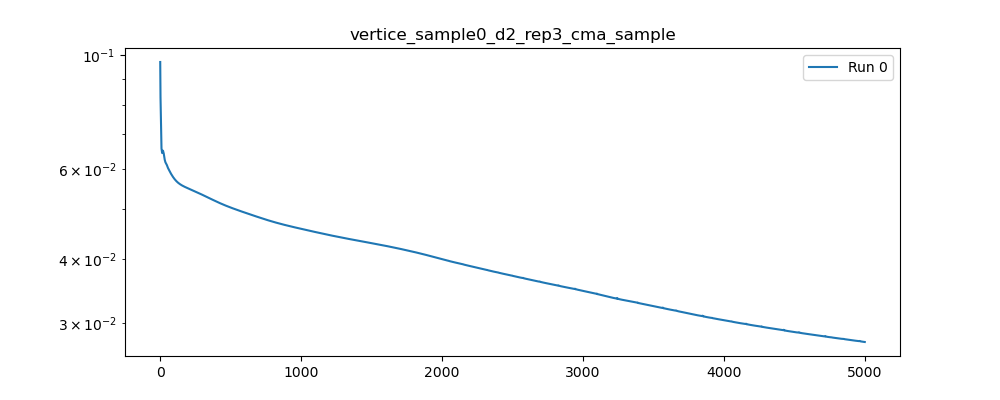 vertice_sample0_d2_rep3_cma_sample
Run 0
10⁻¹
6 × 10⁻²
4 × 10⁻²
3 × 10⁻²
0 1000 2000 3000 4000 5000